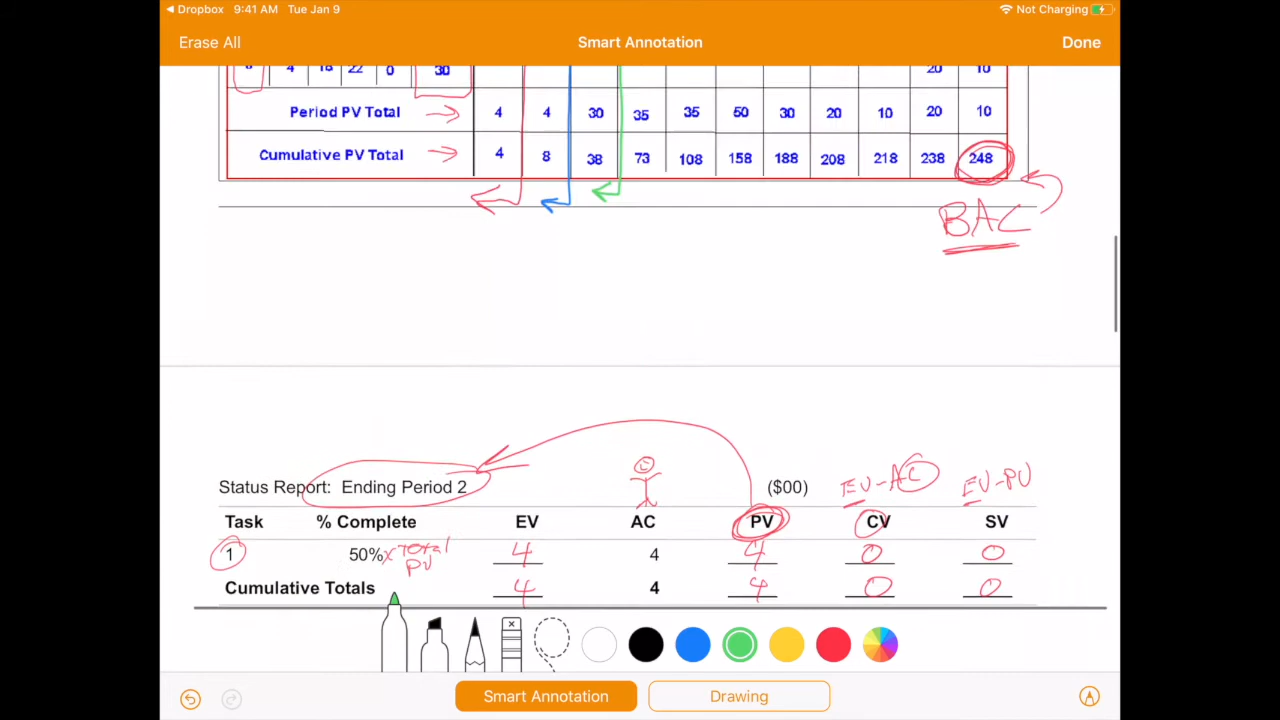 Dropbox 9:41 AM Tue Jan 9 Not Charging
Erase All Smart Annotation Done
8 4 18 22 0 30 20 10
Period PV Total → 4 4 30 35 35 50 30 20 10 20 10
Cumulative PV Total → 4 8 38 73 108 158 188 208 218 238 248
BAC
Status Report: Ending Period 2 ($00) EV-AC EV-PV
Task % Complete EV AC PV CV SV
1 50% x Total PV 4 4 4 0 0
Cumulative Totals 4 4 4 0 0
Smart Annotation Drawing